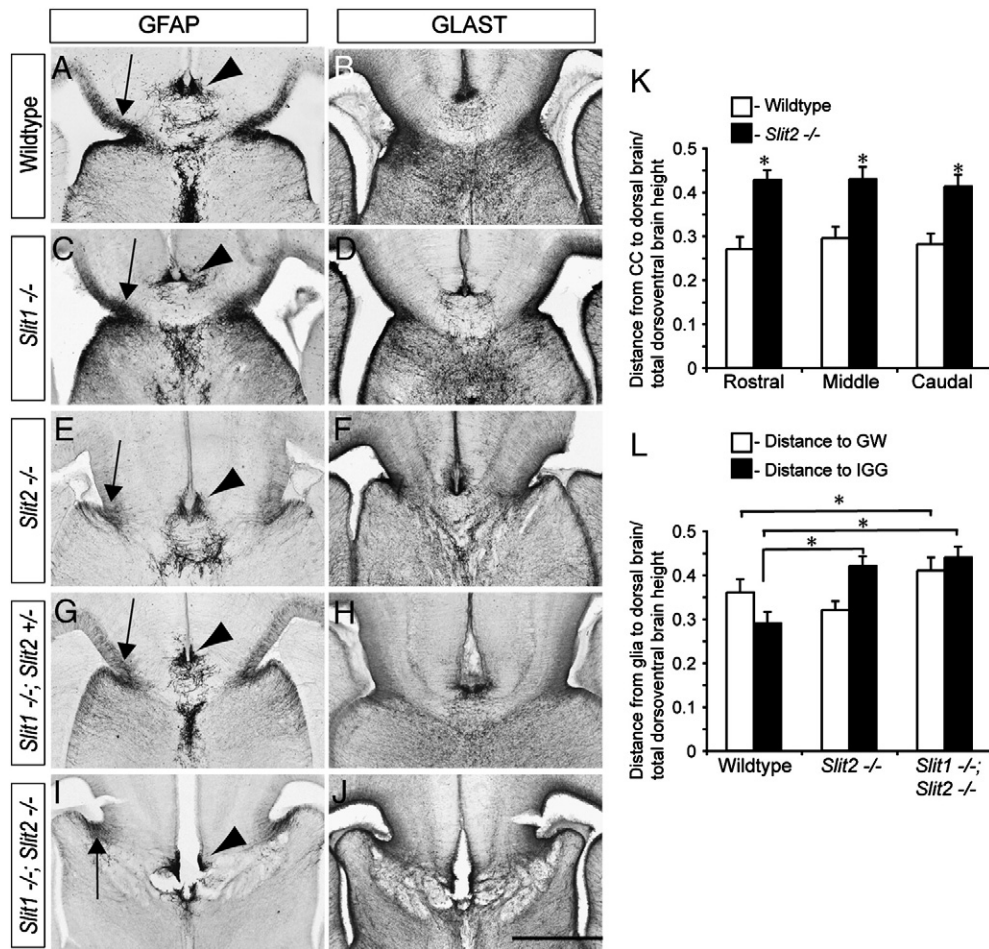 GFAP
GLAST
Wildtype
A
B
Slit1 -/-
C
D
Slit2 -/-
E
F
Slit1 -/-; Slit2 +/-
G
H
Slit1 -/-; Slit2 -/-
I
J
K
- Wildtype
- Slit2 -/-
Distance from CC to dorsal brain/
total dorsoventral brain height
0.5
0.4
0.3
0.2
0.1
0
*
*
*
Rostral
Middle
Caudal
L
- Distance to GW
- Distance to IGG
Distance from glia to dorsal brain/
total dorsoventral brain height
0.5
0.4
0.3
0.2
0.1
0
*
*
*
Wildtype
Slit2 -/-
Slit1 -/-;
Slit2 -/-